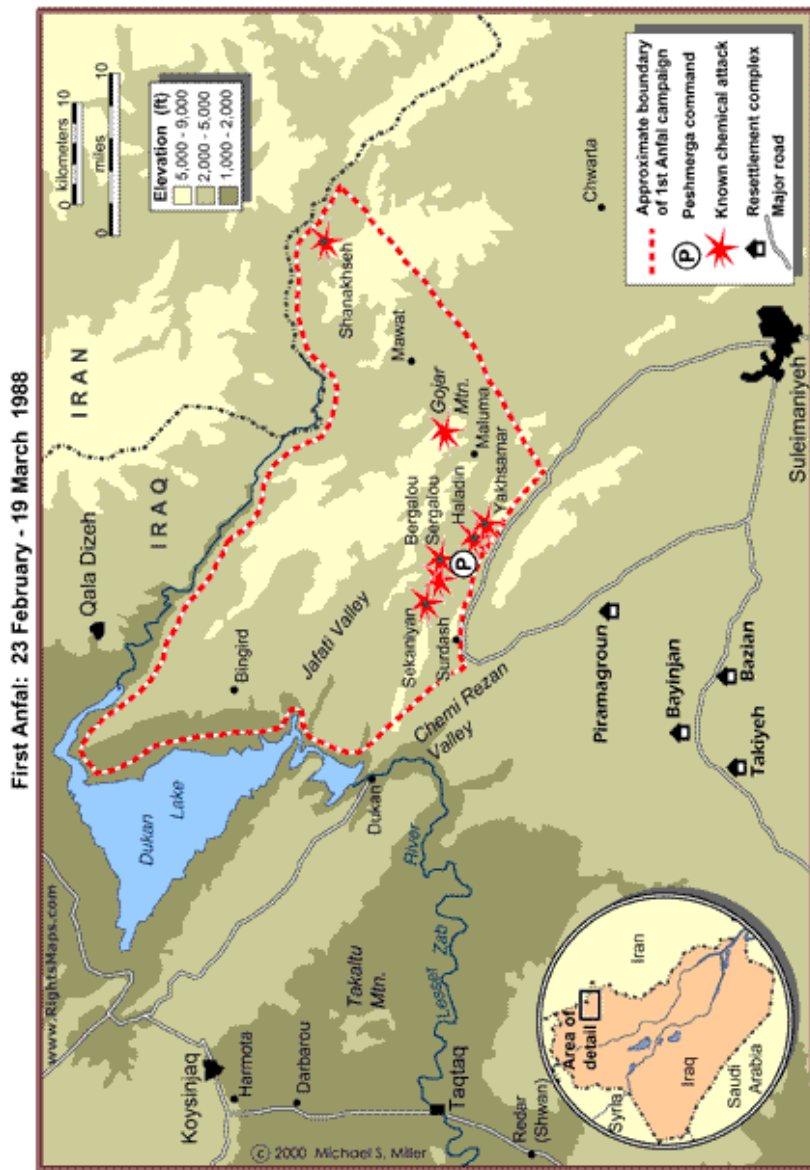 First Anfal: 23 February - 19 March 1988
www.RightsMaps.com
Koysinjaq
Harmota
Darbarou
© 2000 Michael S. Miller
Taqtaq
Redar
(Shwan)
Takaltu
Mtn.
Lesser Zab River
Dukan
Lake
Dukan
Qala Dizeh
IRAN
IRAQ
Bingird
Jafati Valley
Chemi Rezan
Valley
Surdash
Sekaniyan
Bergalou
Sergalou
Haladin
Yakhsamar
Maluma
Gojar
Mtn.
Mawat
Shanakhseh
Chwarta
Suleimaniyeh
Piramagroun
Bayinjan
Bazian
Takiyeh
0 kilometers 10
0 miles 10
Elevation (ft)
5,000 - 9,000
2,000 - 5,000
1,000 - 2,000
Approximate boundary
of 1st Anfal campaign
P Peshmerga command
Known chemical attack
Resettlement complex
Major road
P
Area of
detail
Syria
Iraq
Iran
Saudi
Arabia